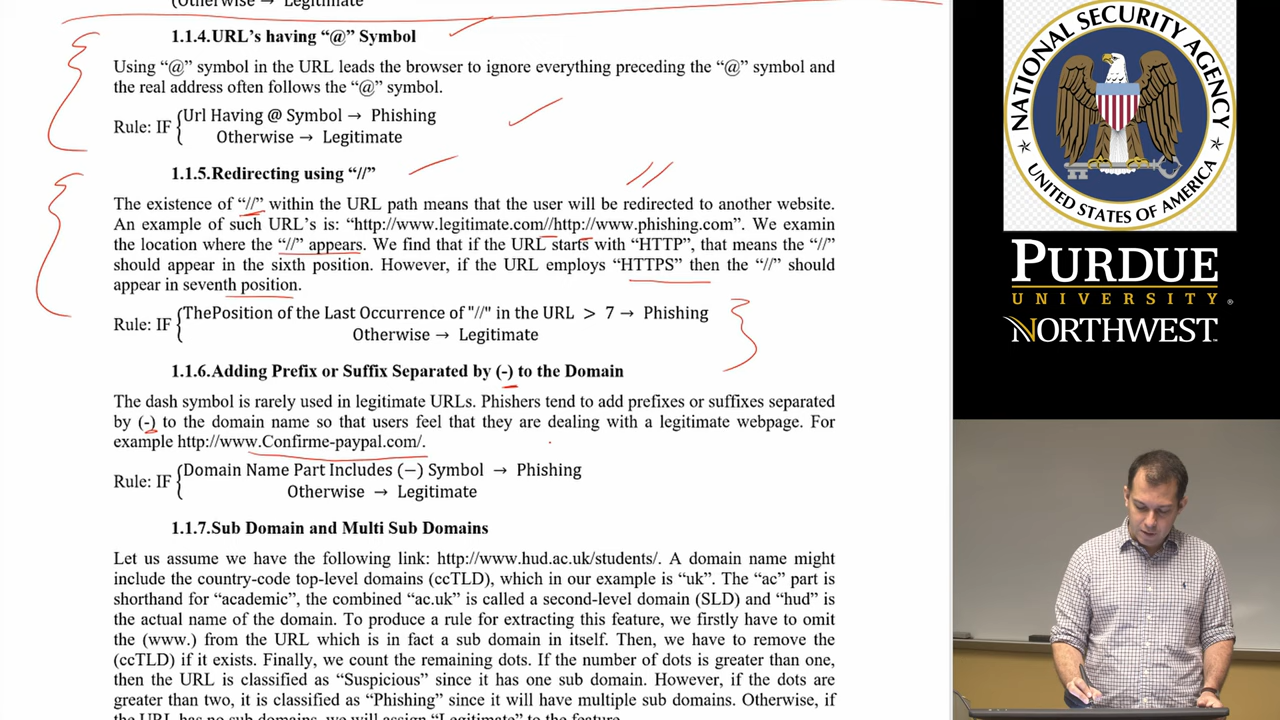 (Otherwise → Legitimate
1.1.4.URL’s having “@” Symbol
Using “@” symbol in the URL leads the browser to ignore everything preceding the “@” symbol and
the real address often follows the “@” symbol.
Rule: IF { Url Having @ Symbol → Phishing
Otherwise → Legitimate
1.1.5.Redirecting using “//”
The existence of “//” within the URL path means that the user will be redirected to another website.
An example of such URL’s is: “http://www.legitimate.com//http://www.phishing.com”. We examin
the location where the “//” appears. We find that if the URL starts with “HTTP”, that means the “//”
should appear in the sixth position. However, if the URL employs “HTTPS” then the “//” should
appear in seventh position.
Rule: IF { ThePosition of the Last Occurrence of "//" in the URL > 7 → Phishing
Otherwise → Legitimate
1.1.6.Adding Prefix or Suffix Separated by (-) to the Domain
The dash symbol is rarely used in legitimate URLs. Phishers tend to add prefixes or suffixes separated
by (-) to the domain name so that users feel that they are dealing with a legitimate webpage. For
example http://www.Confirme-paypal.com/.
Rule: IF { Domain Name Part Includes (−) Symbol → Phishing
Otherwise → Legitimate
1.1.7.Sub Domain and Multi Sub Domains
Let us assume we have the following link: http://www.hud.ac.uk/students/. A domain name might
include the country-code top-level domains (ccTLD), which in our example is “uk”. The “ac” part is
shorthand for “academic”, the combined “ac.uk” is called a second-level domain (SLD) and “hud” is
the actual name of the domain. To produce a rule for extracting this feature, we firstly have to omit
the (www.) from the URL which is in fact a sub domain in itself. Then, we have to remove the
(ccTLD) if it exists. Finally, we count the remaining dots. If the number of dots is greater than one,
then the URL is classified as “Suspicious” since it has one sub domain. However, if the dots are
greater than two, it is classified as “Phishing” since it will have multiple sub domains. Otherwise, if
the URL has no sub domains, we will assign “Legitimate” to the feature.
//
NATIONAL SECURITY AGENCY
UNITED STATES OF AMERICA
PURDUE
UNIVERSITY®
NORTHWEST™